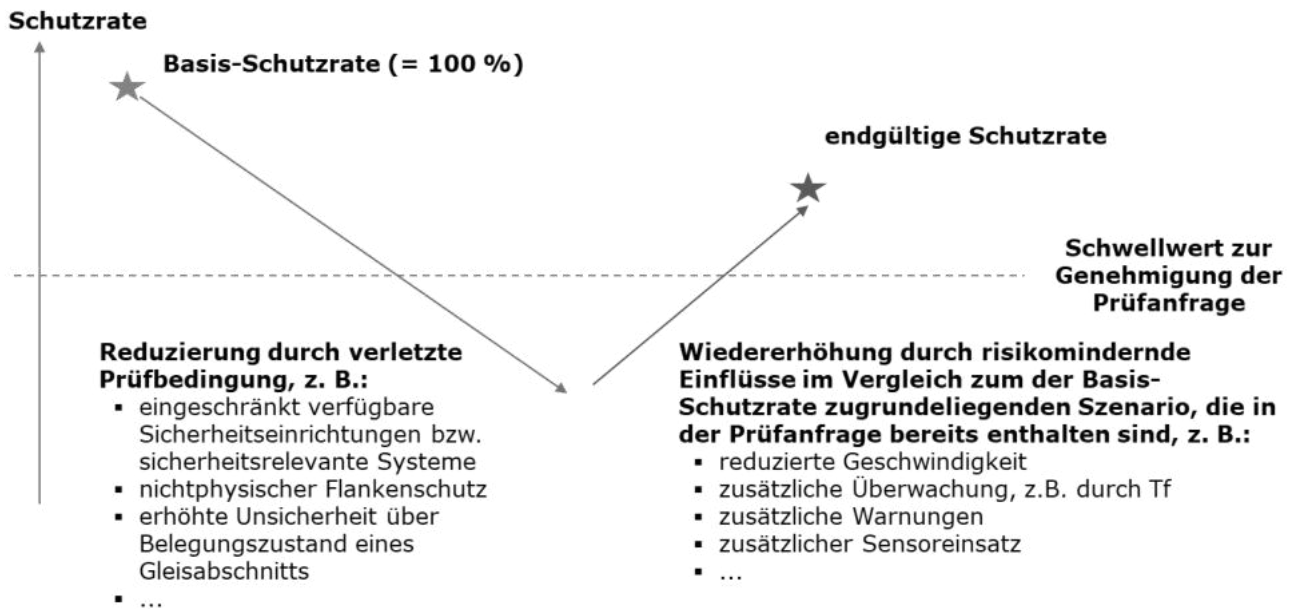 Schutzrate
Basis-Schutzrate (= 100 %)
endgültige Schutzrate
Schwellwert zur
Genehmigung der
Prüfanfrage
Reduzierung durch verletzte
Prüfbedingung, z. B.:
▪ eingeschränkt verfügbare
Sicherheitseinrichtungen bzw.
sicherheitsrelevante Systeme
▪ nichtphysischer Flankenschutz
▪ erhöhte Unsicherheit über
Belegungszustand eines
Gleisabschnitts
▪ ...
Wiedererhöhung durch risikomindernde
Einflüsse im Vergleich zum der Basis-
Schutzrate zugrundeliegenden Szenario, die in
der Prüfanfrage bereits enthalten sind, z. B.:
▪ reduzierte Geschwindigkeit
▪ zusätzliche Überwachung, z.B. durch Tf
▪ zusätzliche Warnungen
▪ zusätzlicher Sensoreinsatz
▪ ...